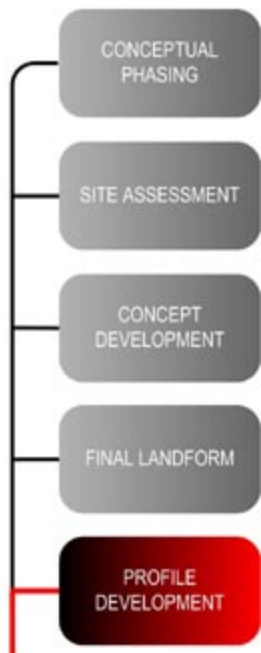 CONCEPTUAL
PHASING
SITE ASSESSMENT
CONCEPT
DEVELOPMENT
FINAL LANDFORM
PROFILE
DEVELOPMENT